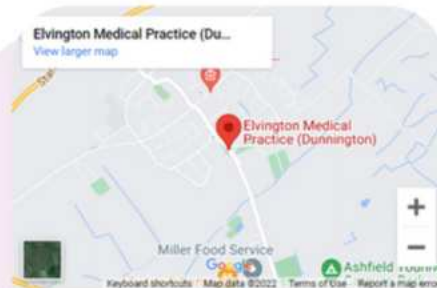 Elvington Medical Practice (Du...
View larger map
Elvington Medical
Practice (Dunnington)
Miller Food Service
Google
Ashfield
Keyboard shortcuts
Map data ©2022
Terms of Use
Report a map error